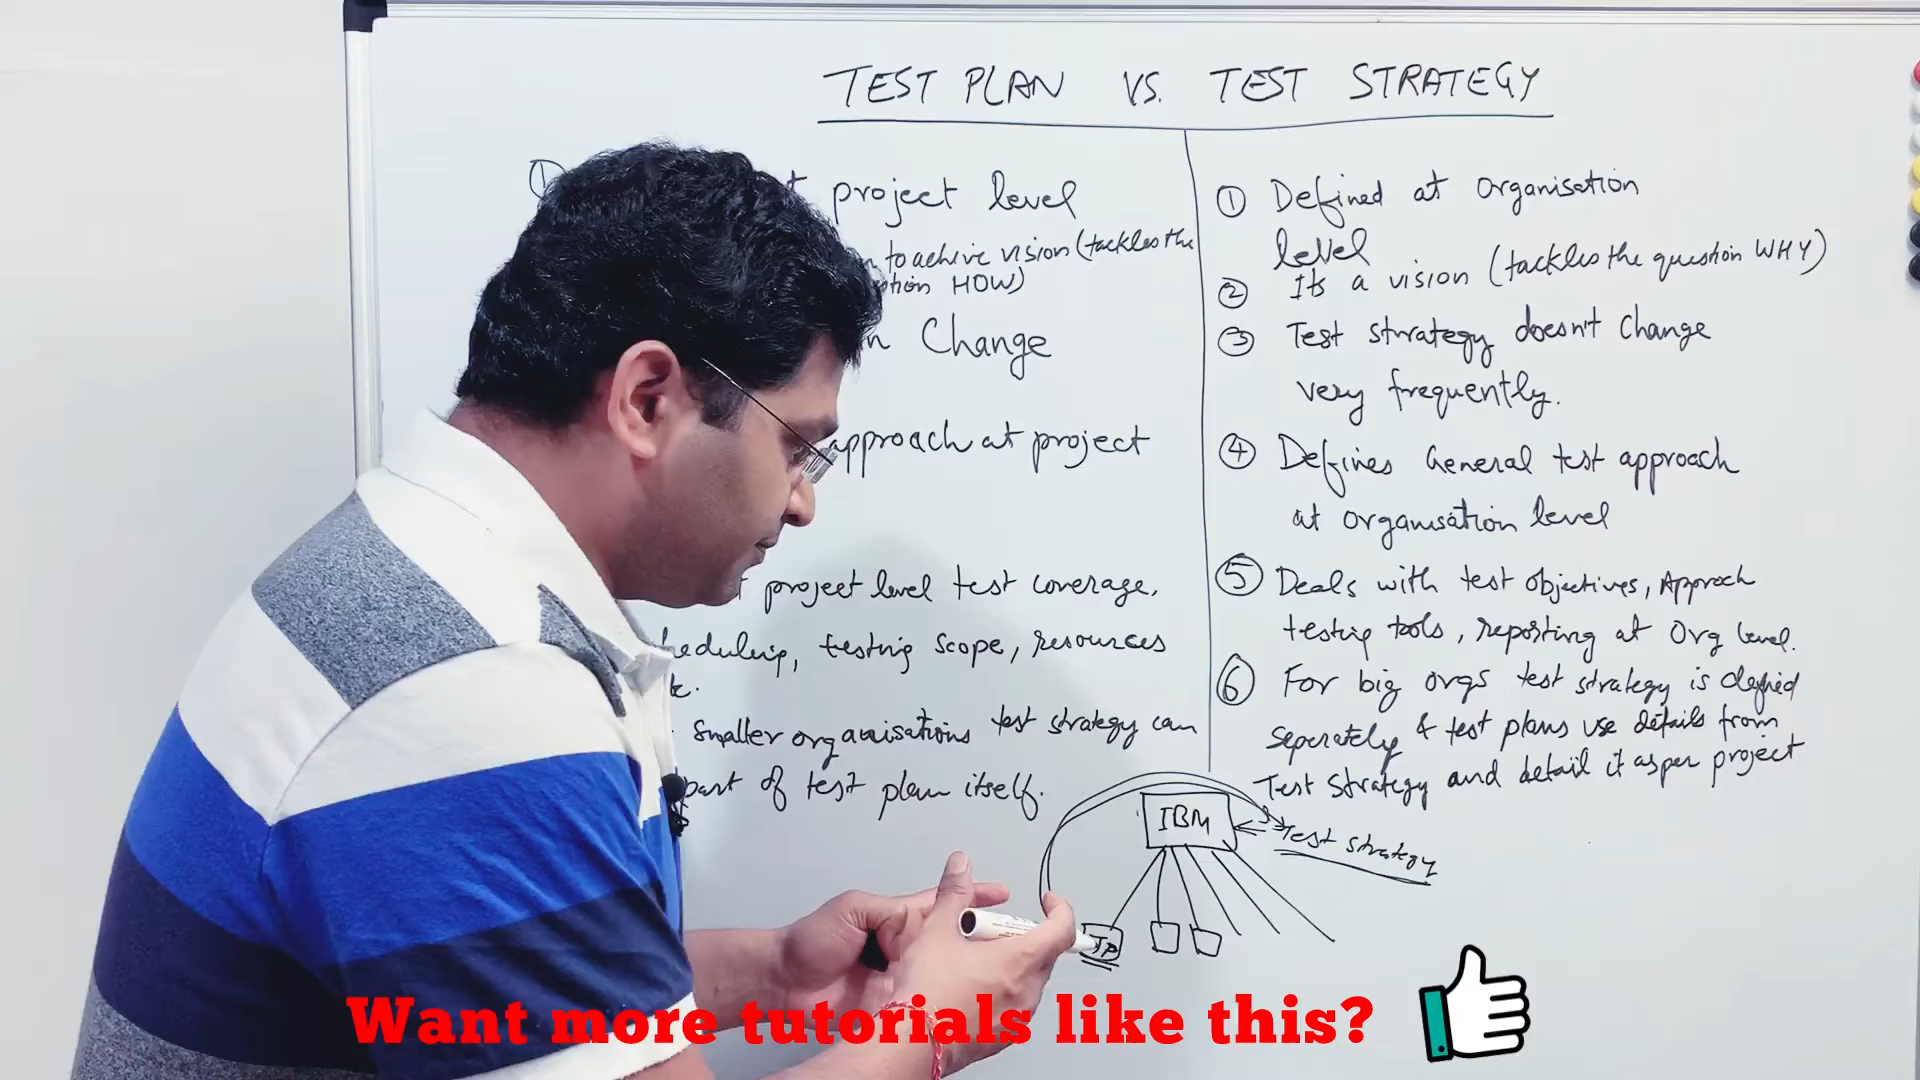 TEST PLAN VS. TEST STRATEGY
① project level
to achive vision (tackles the
HOW)
Change
approach at project
project level test coverage,
testing scope, resources
smaller organisations test strategy can
part of test plan itself.
① Defined at organisation
level
② Its a vision (tackles the question WHY)
③ Test strategy doesn't change
very frequently.
④ Defines General test approach
at organisation level
⑤ Deals with test objectives, Approch
testing tools, reporting at Org level.
⑥ For big orgs test strategy is defined
seperately & test plans use details from
Test Strategy and detail it as per project
IBM
Test strategy
TP
Want more tutorials like this?